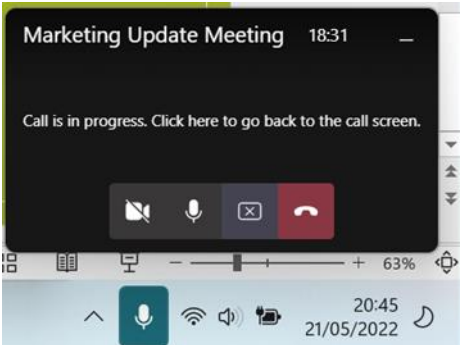 Marketing Update Meeting 18:31
Call is in progress. Click here to go back to the call screen.
63%
20:45
21/05/2022